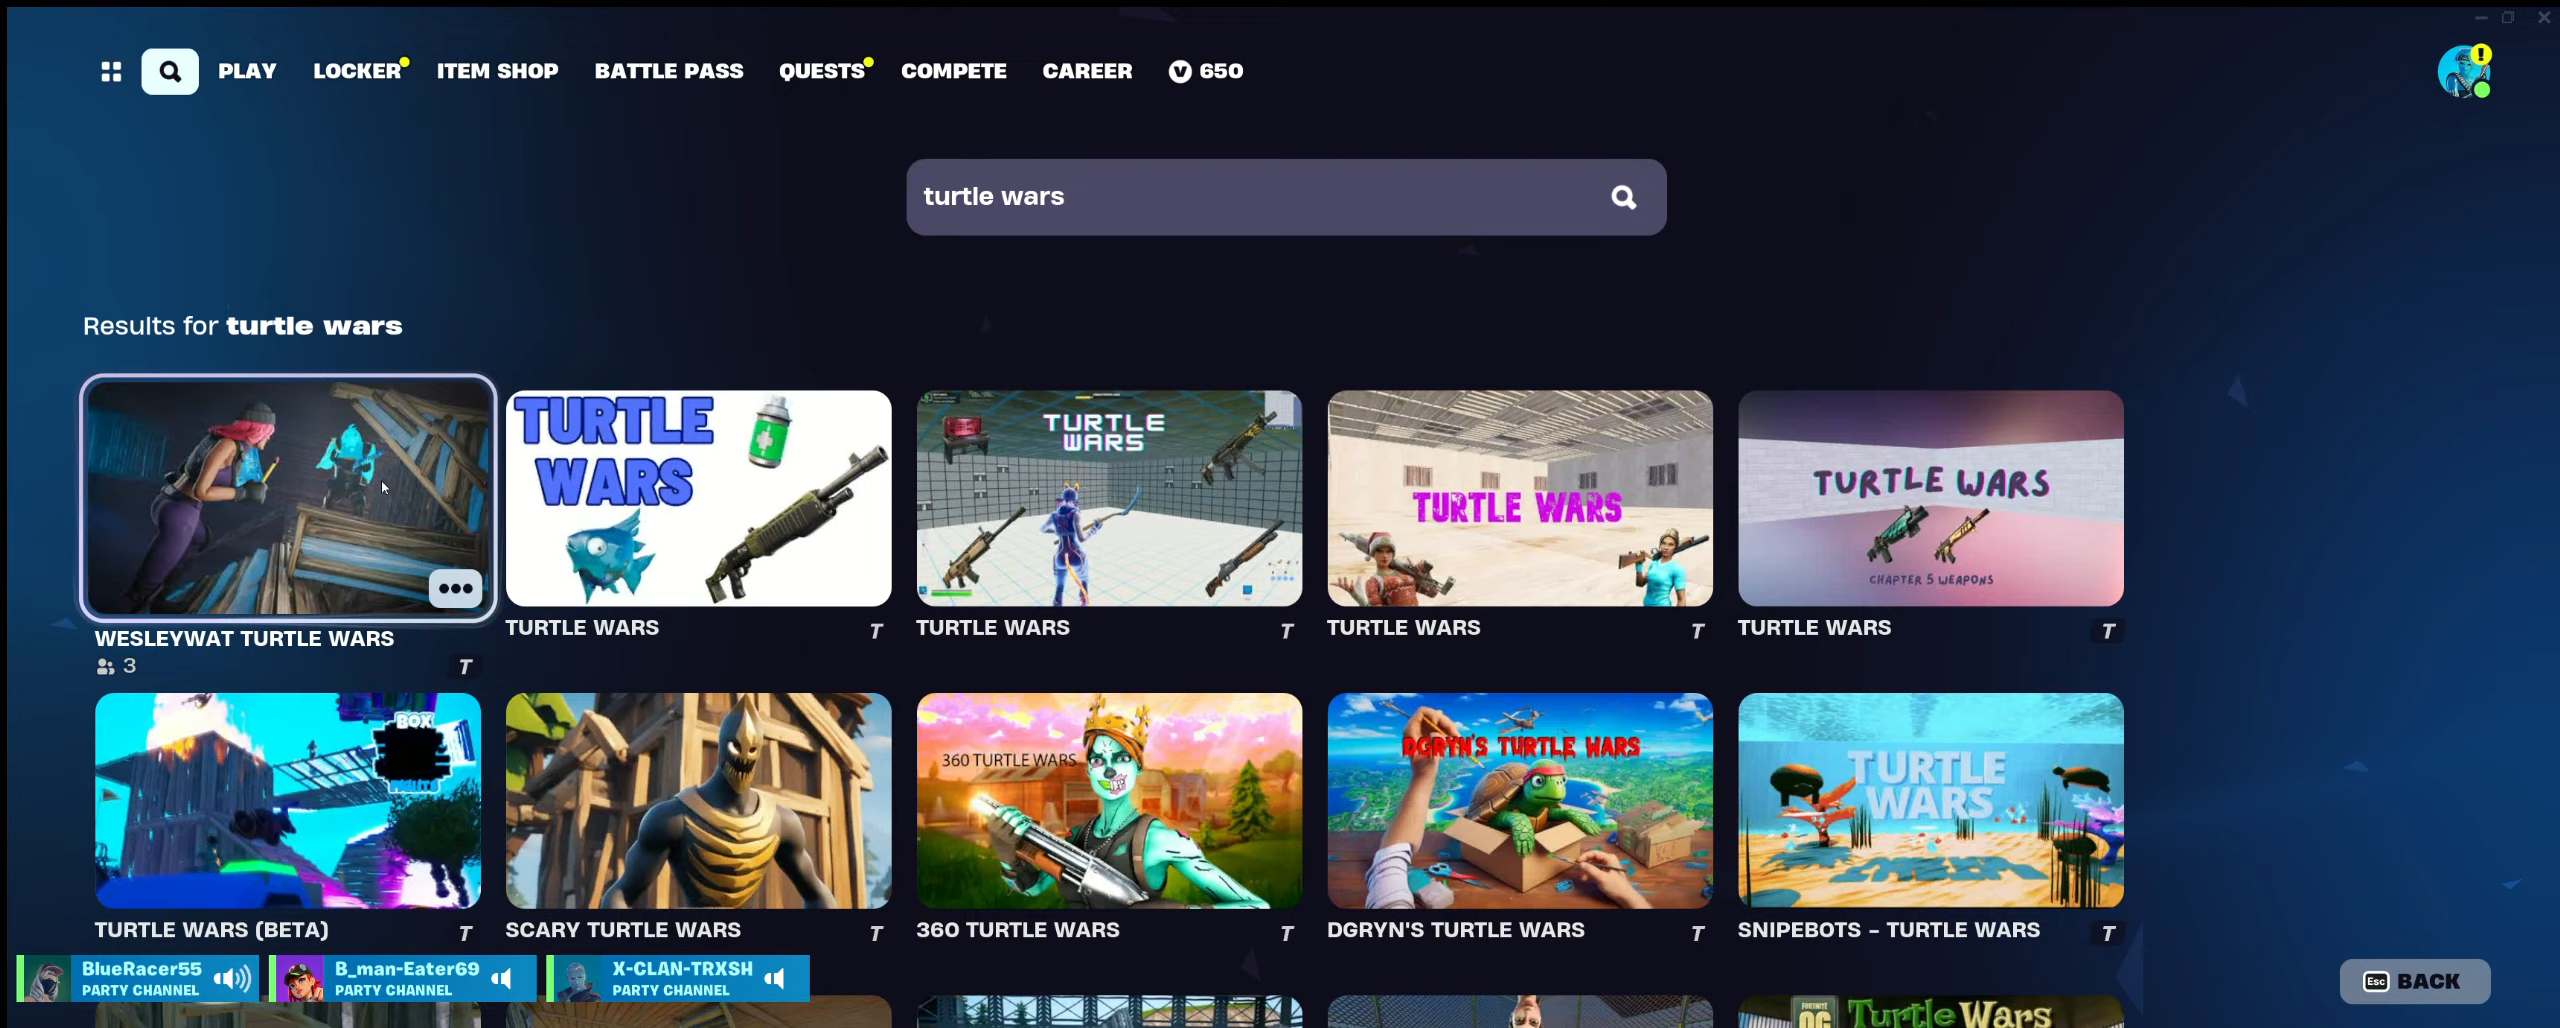 PLAY LOCKER ITEM SHOP BATTLE PASS QUESTS COMPETE CAREER V 650 !
turtle wars
Results for turtle wars
TURTLE
WARS
TURTLE
WARS
TURTLE WARS
TURTLE WARS
CHAPTER 5 WEAPONS
WESLEYWAT TURTLE WARS
3 T
TURTLE WARS T
TURTLE WARS T
TURTLE WARS T
TURTLE WARS T
BOX
FIGHTS
360 TURTLE WARS
DGRYN'S TURTLE WARS
TURTLE
WARS
TURTLE WARS (BETA) T
SCARY TURTLE WARS T
360 TURTLE WARS T
DGRYN'S TURTLE WARS T
SNIPEBOTS - TURTLE WARS T
BlueRacer55
PARTY CHANNEL
B_man-Eater69
PARTY CHANNEL
X-CLAN-TRXSH
PARTY CHANNEL
Esc BACK
FORTNITE
OG
Turtle Wars